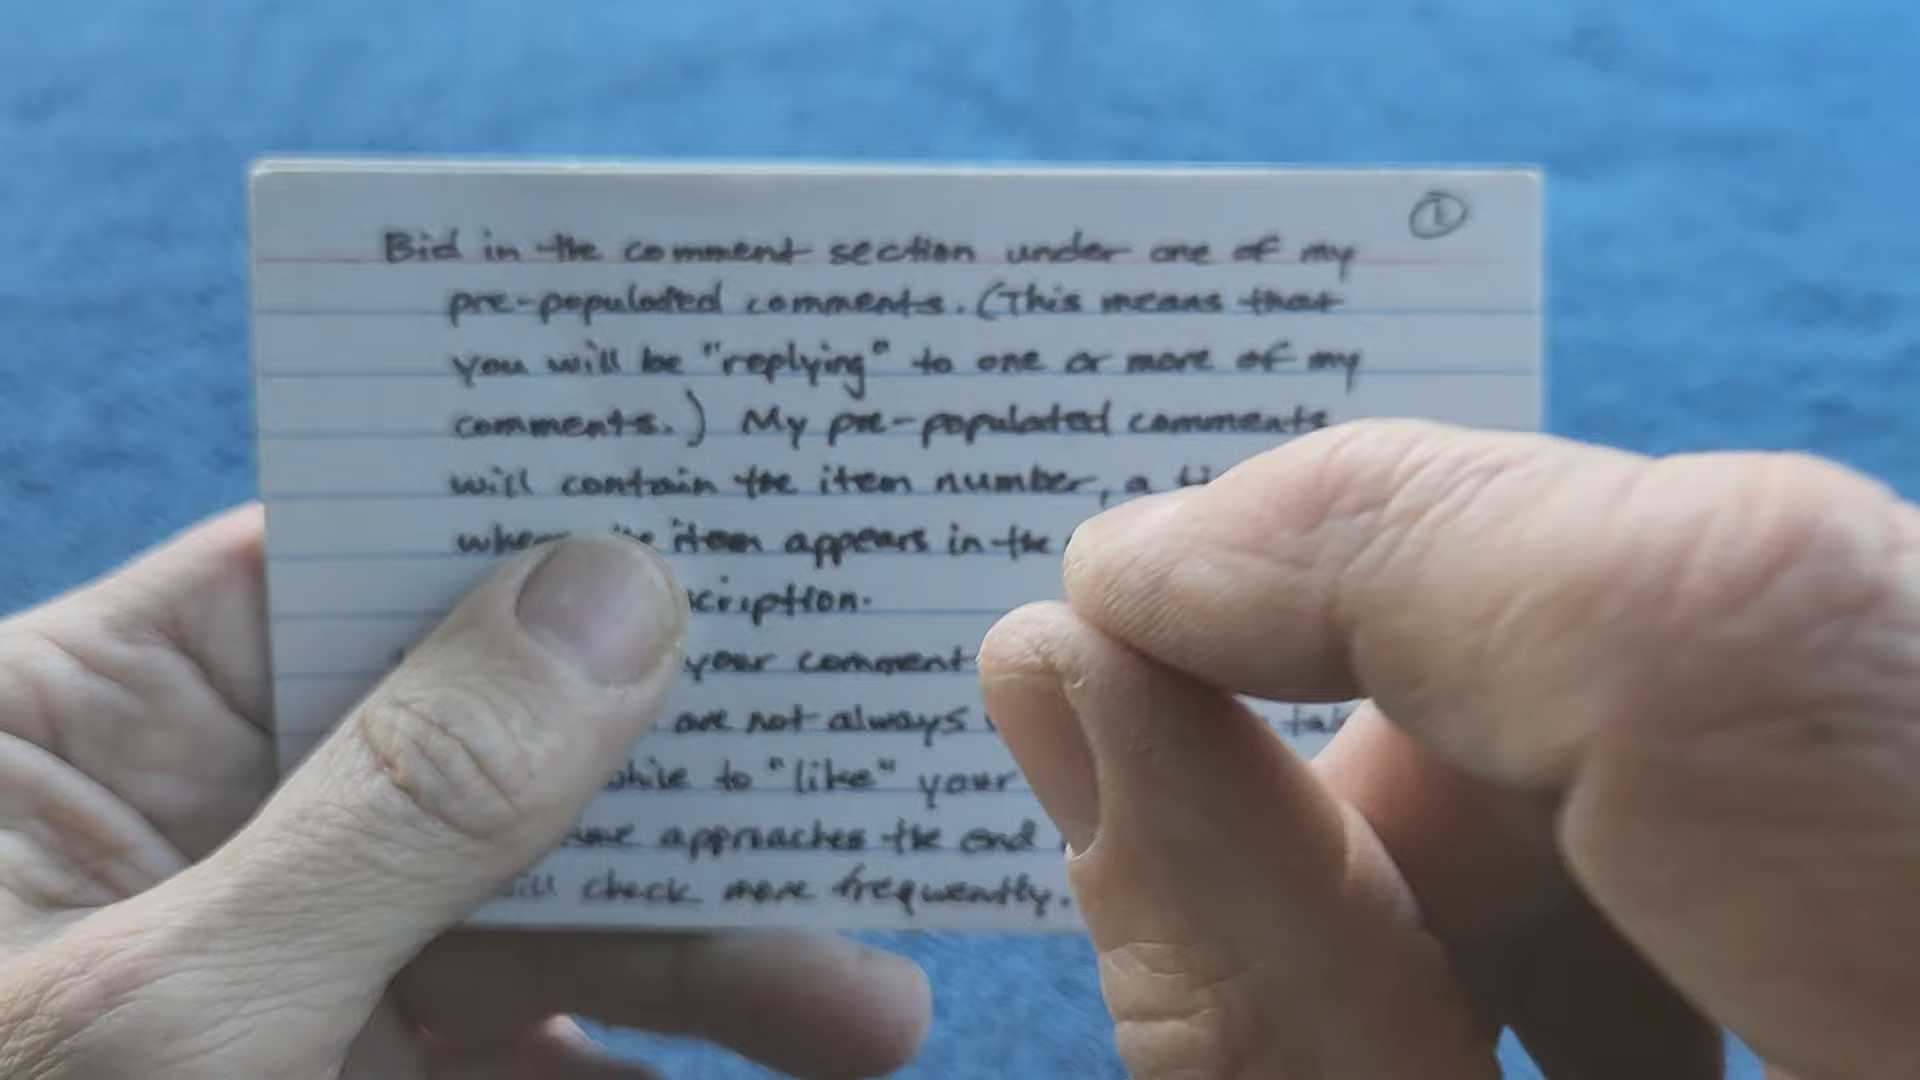 1
Bid in the comment section under one of my
pre-populated comments. (This means that
you will be "replying" to one or more of my
comments.) My pre-populated comments
will contain the item number, a
item appears in the
your comment
are not always
while to "like" your
approaches the end
will check more frequently.